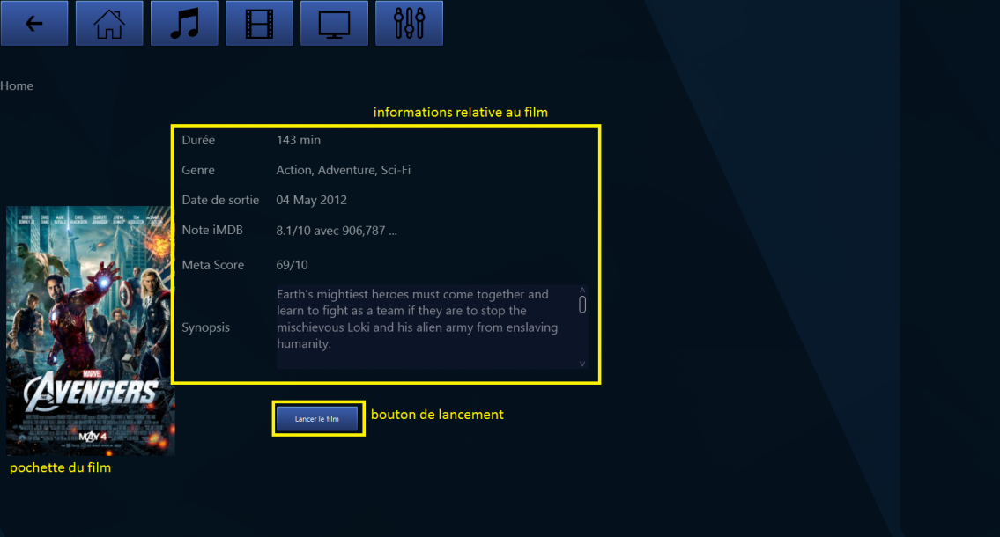 Home
informations relative au film
Durée 143 min
Genre Action, Adventure, Sci-Fi
Date de sortie 04 May 2012
Note iMDB 8.1/10 avec 906,787 ...
Meta Score 69/10
Synopsis
Earth's mightiest heroes must come together and
learn to fight as a team if they are to stop the
mischievous Loki and his alien army from enslaving
humanity.
MARVEL
AVENGERS
MAY 4
Lancer le film
bouton de lancement
pochette du film